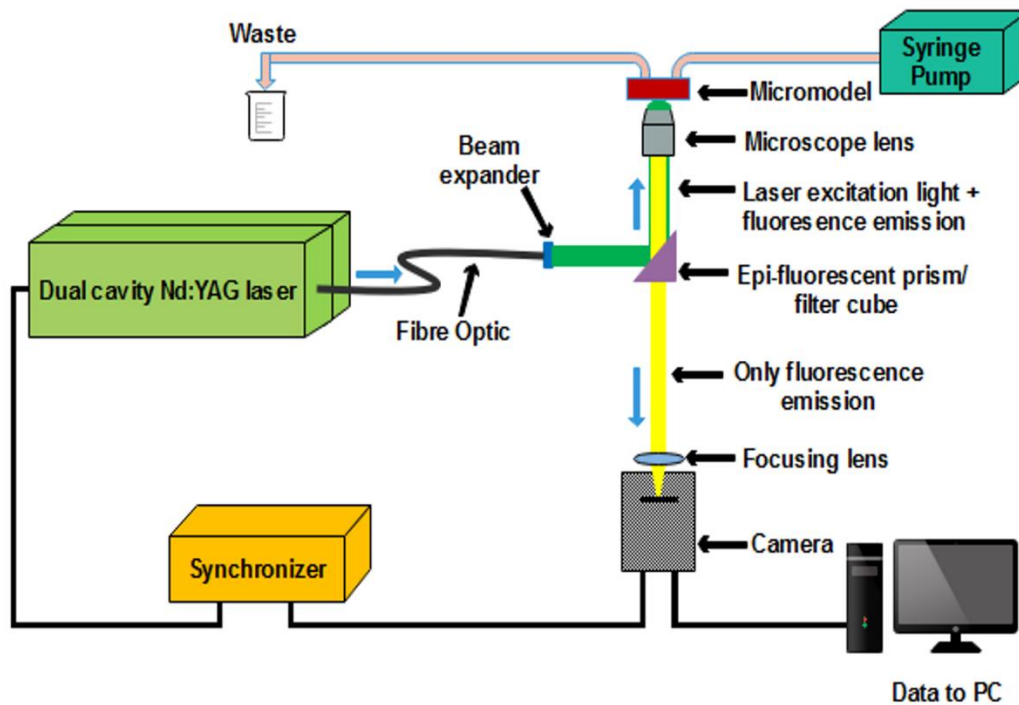 Waste
Syringe
Pump
Micromodel
Microscope lens
Beam
expander
Laser excitation light +
fluoresence emission
Dual cavity Nd:YAG laser
Epi-fluorescent prism/
filter cube
Fibre Optic
Only fluorescence
emission
Focusing lens
Camera
Synchronizer
Data to PC